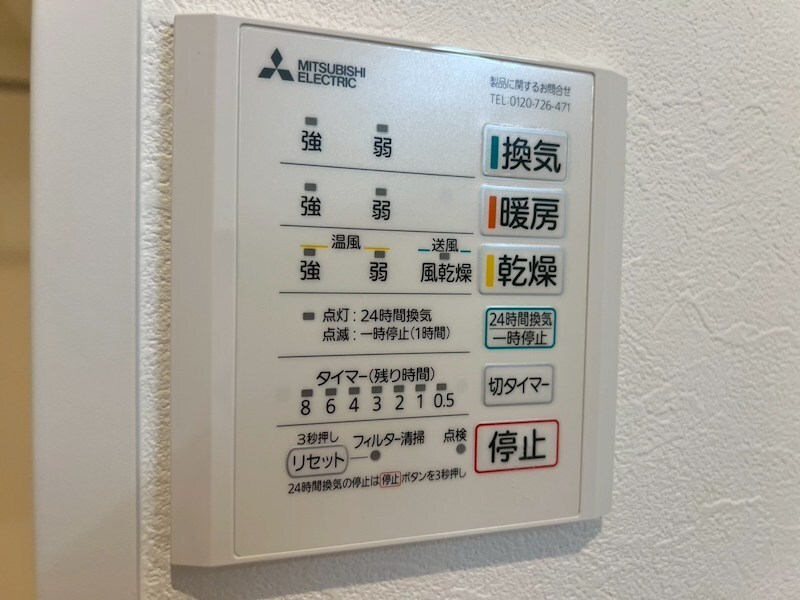 MITSUBISHI
ELECTRIC
製品に関するお問合せ
TEL:0120-726-471
強 弱 換気
強 弱 暖房
温風 送風
強 弱 風乾燥 乾燥
点灯:24時間換気
点滅:一時停止(1時間)
24時間換気
一時停止
タイマー(残り時間)
8 6 4 3 2 1 0.5
切タイマー
3秒押し
リセット フィルター清掃 点検
停止
24時間換気の停止は停止ボタンを3秒押し